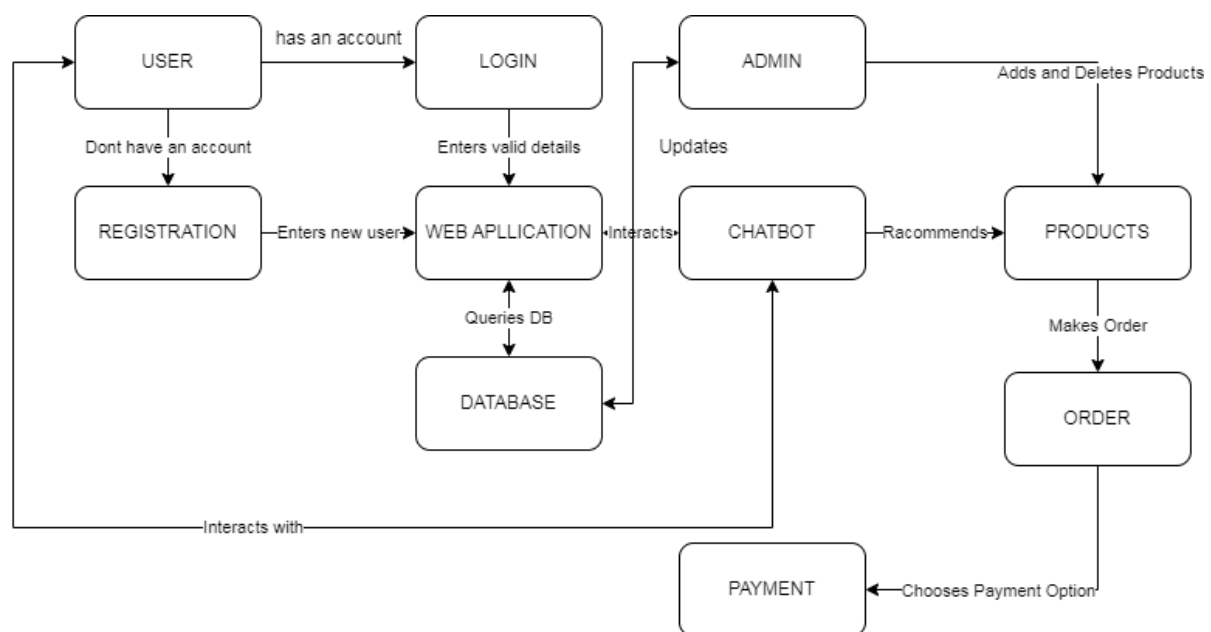 USER
has an account
LOGIN
ADMIN
Adds and Deletes Products
Dont have an account
Enters valid details
Updates
REGISTRATION
Enters new user
WEB APLLICATION
Interacts
CHATBOT
Racommends
PRODUCTS
Queries DB
Makes Order
DATABASE
ORDER
Interacts with
PAYMENT
Chooses Payment Option